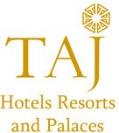 TAJ
Hotels Resorts
and Palaces